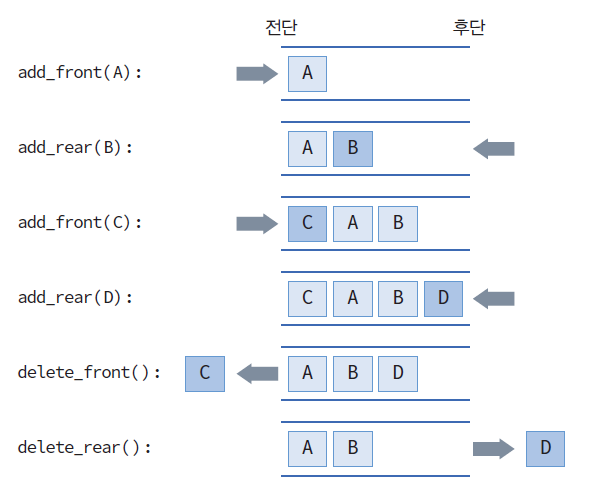 전단 후단
add_front(A): A
add_rear(B): A B
add_front(C): C A B
add_rear(D): C A B D
delete_front(): C A B D
delete_rear(): A B D